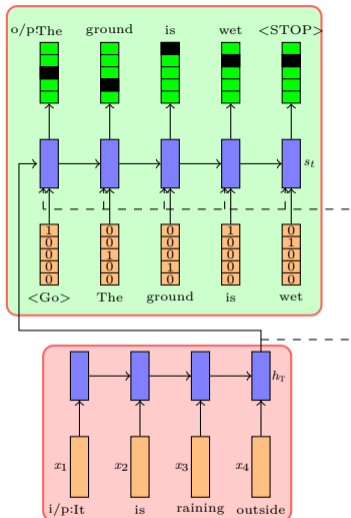 o/p:The ground is wet <STOP>
s_t
1 0 0 1 0
0 0 0 0 1
0 1 0 0 0
0 0 1 0 0
0 0 0 0 0
<Go> The ground is wet
h_T
x_1 x_2 x_3 x_4
i/p:It is raining outside